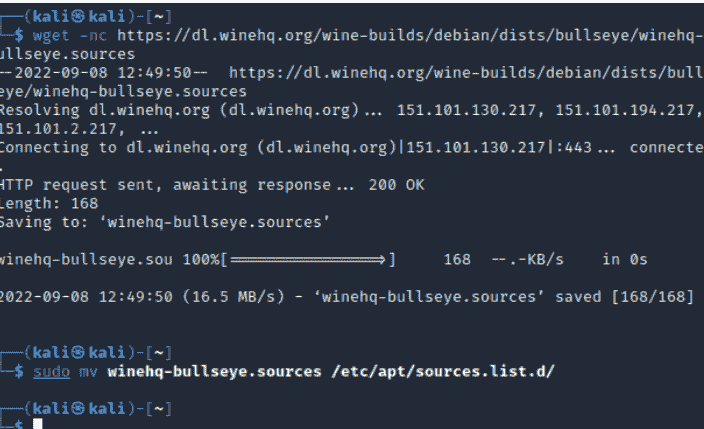 (kali㉿kali)-[~]
$ wget -nc https://dl.winehq.org/wine-builds/debian/dists/bullseye/winehq-
ullseye.sources
--2022-09-08 12:49:50--  https://dl.winehq.org/wine-builds/debian/dists/bull
eye/winehq-bullseye.sources
Resolving dl.winehq.org (dl.winehq.org)... 151.101.130.217, 151.101.194.217,
151.101.2.217, ...
Connecting to dl.winehq.org (dl.winehq.org)|151.101.130.217|:443... connecte
.
HTTP request sent, awaiting response... 200 OK
Length: 168
Saving to: ‘winehq-bullseye.sources’
winehq-bullseye.sou 100%[===================>]     168  --.-KB/s    in 0s
2022-09-08 12:49:50 (16.5 MB/s) - ‘winehq-bullseye.sources’ saved [168/168]
(kali㉿kali)-[~]
$ sudo mv winehq-bullseye.sources /etc/apt/sources.list.d/
(kali㉿kali)-[~]
$